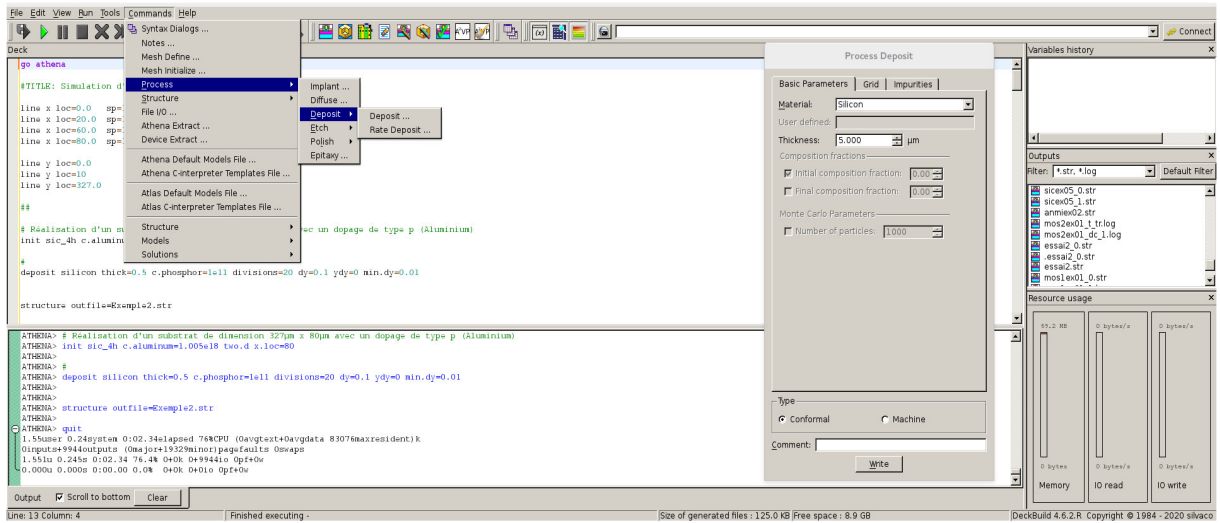 File Edit View Run Tools Commands Help
Connect
Deck
go athena
#TITLE: Simulation d'
line x loc=0.0 sp=
line x loc=20.0 sp=
line x loc=60.0 sp=
line x loc=80.0 sp=
line y loc=0.0
line y loc=10
line y loc=327.0
##
# Réalisation d'un su
ec un dopage de type p (Aluminium)
init sic_4h c.alumin
#
deposit silicon thick=0.5 c.phosphor=1e11 divisions=20 dy=0.1 ydy=0 min.dy=0.01
structure outfile=Exemple2.str
Syntax Dialogs ...
Notes ...
Mesh Define ...
Mesh Initialize ...
Process
Structure
File I/O ...
Athena Extract ...
Device Extract ...
Athena Default Models File ...
Athena C-interpreter Templates File ...
Atlas Default Models File ...
Atlas C-interpreter Templates File ...
Structure
Models
Solutions
Implant ...
Diffuse ...
Deposit
Etch
Polish
Epitaxy ...
Deposit ...
Rate Deposit ...
Process Deposit
Basic Parameters Grid Impurities
Material: Silicon
User defined:
Thickness: 5.000 µm
Composition fractions
Initial composition fraction: 0.00
Final composition fraction: 0.00
Monte Carlo Parameters
Number of particles: 1000
Type
Conformal Machine
Comment:
Write
Variables history
Outputs
Filter: *.str, *.log Default Filter
sicex05_0.str
sicex05_1.str
anmiex02.str
mos2ex01_t_tr.log
mos2ex01_dc_1.log
essai2_0.str
.essai2_0.str
essai2.str
mos1ex01_0.str
Resource usage
59.2 MB 0 bytes/s 0 bytes/s
0 bytes 0 bytes/s 0 bytes/s
Memory IO read IO write
ATHENA> # Réalisation d'un substrat de dimension 327µm x 80µm avec un dopage de type p (Aluminium)
ATHENA> init sic_4h c.aluminum=1.005e18 two.d x.loc=80
ATHENA>
ATHENA> #
ATHENA> deposit silicon thick=0.5 c.phosphor=1e11 divisions=20 dy=0.1 ydy=0 min.dy=0.01
ATHENA>
ATHENA>
ATHENA> structure outfile=Exemple2.str
ATHENA>
ATHENA> quit
1.55user 0.24system 0:02.34elapsed 76%CPU (0avgtext+0avgdata 83076maxresident)k
0inputs+9944outputs (0major+19329minor)pagefaults 0swaps
1.551u 0.245s 0:02.34 76.4% 0+0k 0+9944io 0pf+0w
0.000u 0.000s 0:00.00 0.0% 0+0k 0+0io 0pf+0w
Output Scroll to bottom Clear
Line: 13 Column: 4 Finished executing - Size of generated files : 125.0 KB Free space : 8.9 GB DeckBuild 4.6.2.R Copyright © 1984 - 2020 silvaco